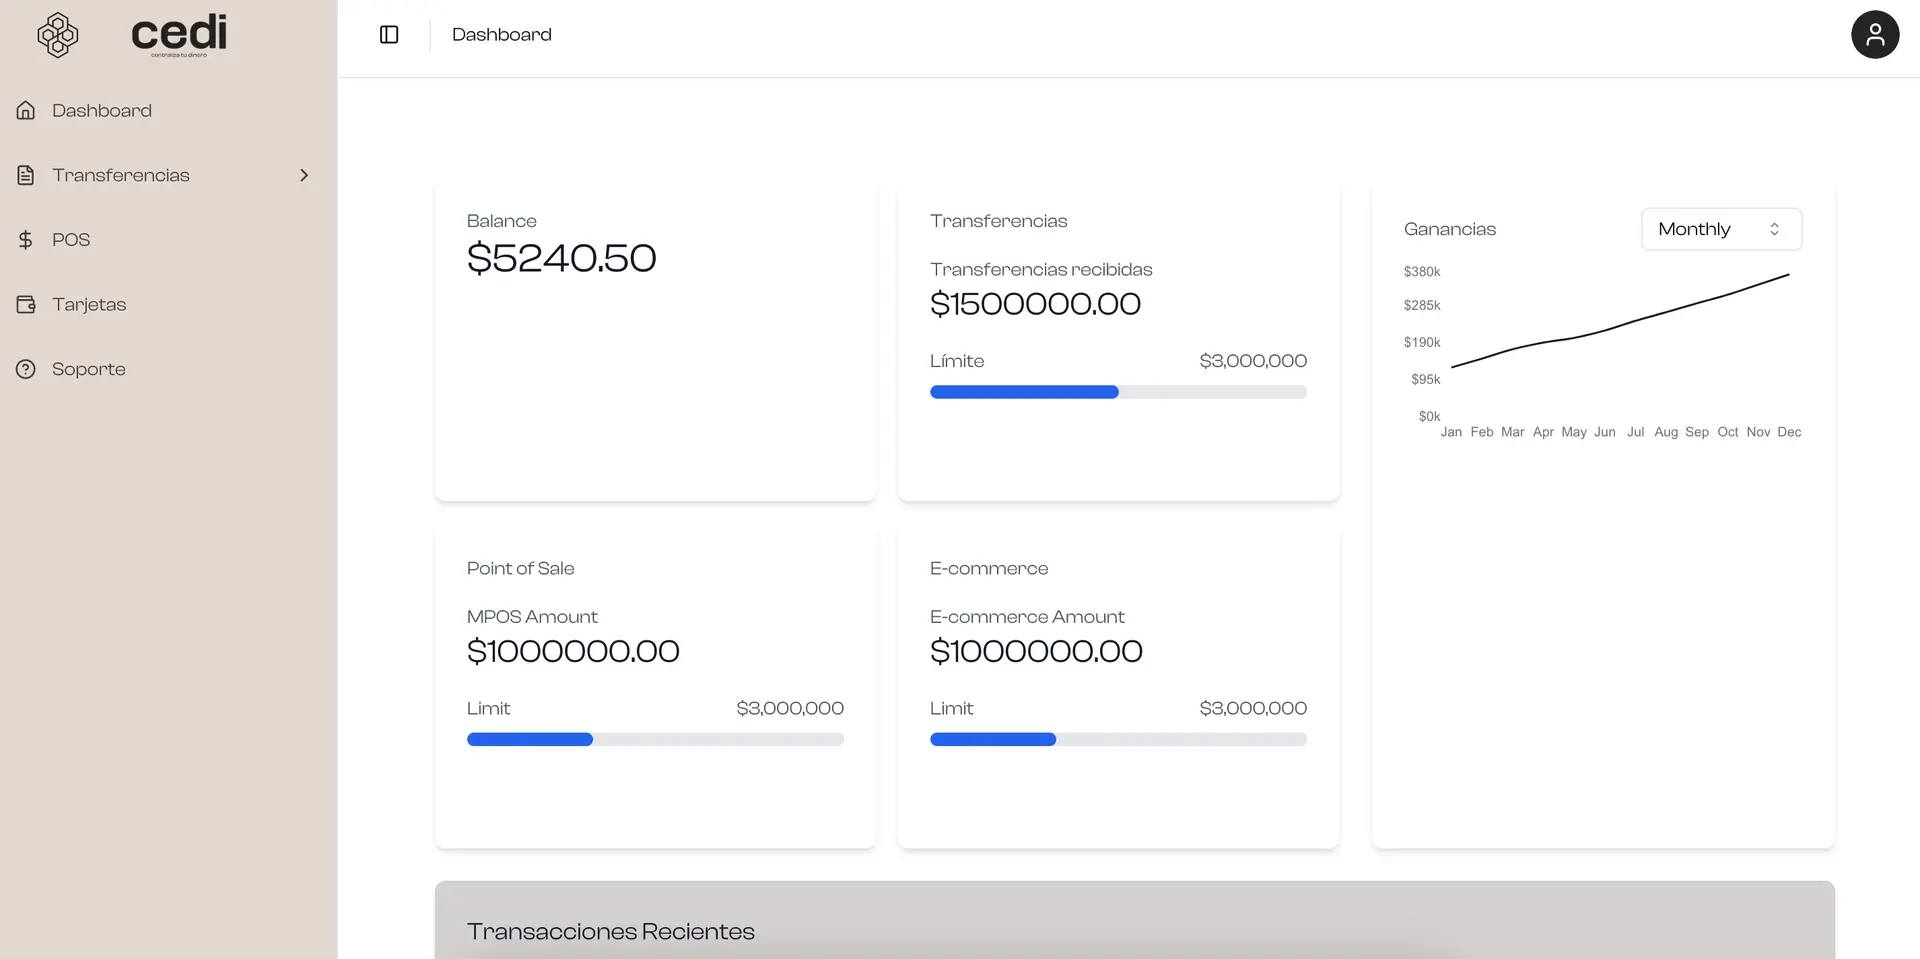 cedi
centraliza tu dinero
Dashboard
Transferencias
POS
Tarjetas
Soporte
Dashboard
Balance
$5240.50
Transferencias
Transferencias recibidas
$1500000.00
Límite $3,000,000
Ganancias
Monthly
$380k
$285k
$190k
$95k
$0k
Jan Feb Mar Apr May Jun Jul Aug Sep Oct Nov Dec
Point of Sale
MPOS Amount
$1000000.00
Limit $3,000,000
E-commerce
E-commerce Amount
$1000000.00
Limit $3,000,000
Transacciones Recientes